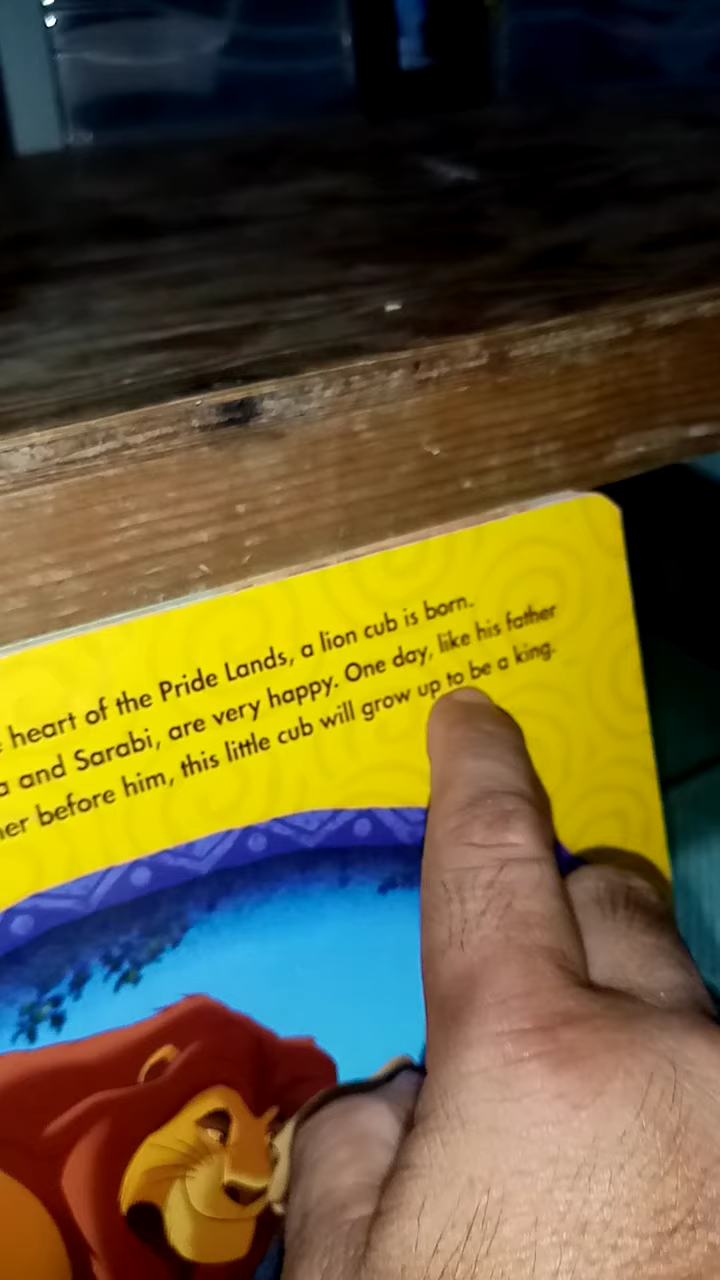 heart of the Pride Lands, a lion cub is born.
a and Sarabi, are very happy. One day, like his father
er before him, this little cub will grow up to be a king.